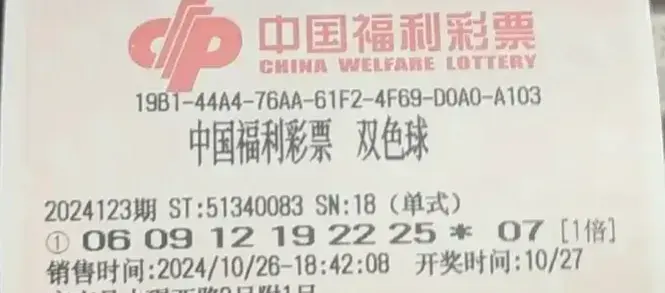 中国福利彩票
CHINA WELFARE LOTTERY
19B1-44A4-76AA-61F2-4F69-D0A0-A103
中国福利彩票 双色球
2024123期 ST:51340083 SN:18 (单式)
① 06 09 12 19 22 25 * 07 [1倍]
销售时间:2024/10/26-18:42:08 开奖时间:10/27